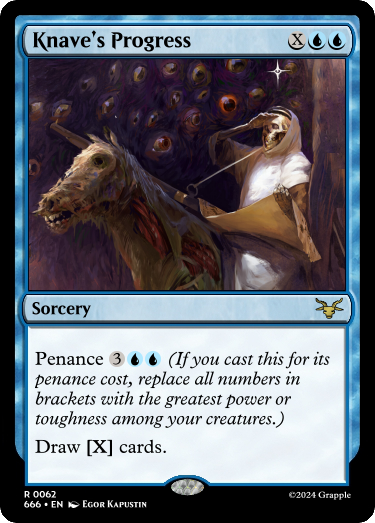 Knave's Progress X U U
Sorcery
Penance 3 U U (If you cast this for its
penance cost, replace all numbers in
brackets with the greatest power or
toughness among your creatures.)
Draw [X] cards.
R 0062
666 • EN Egor Kapustin
©2024 Grapple